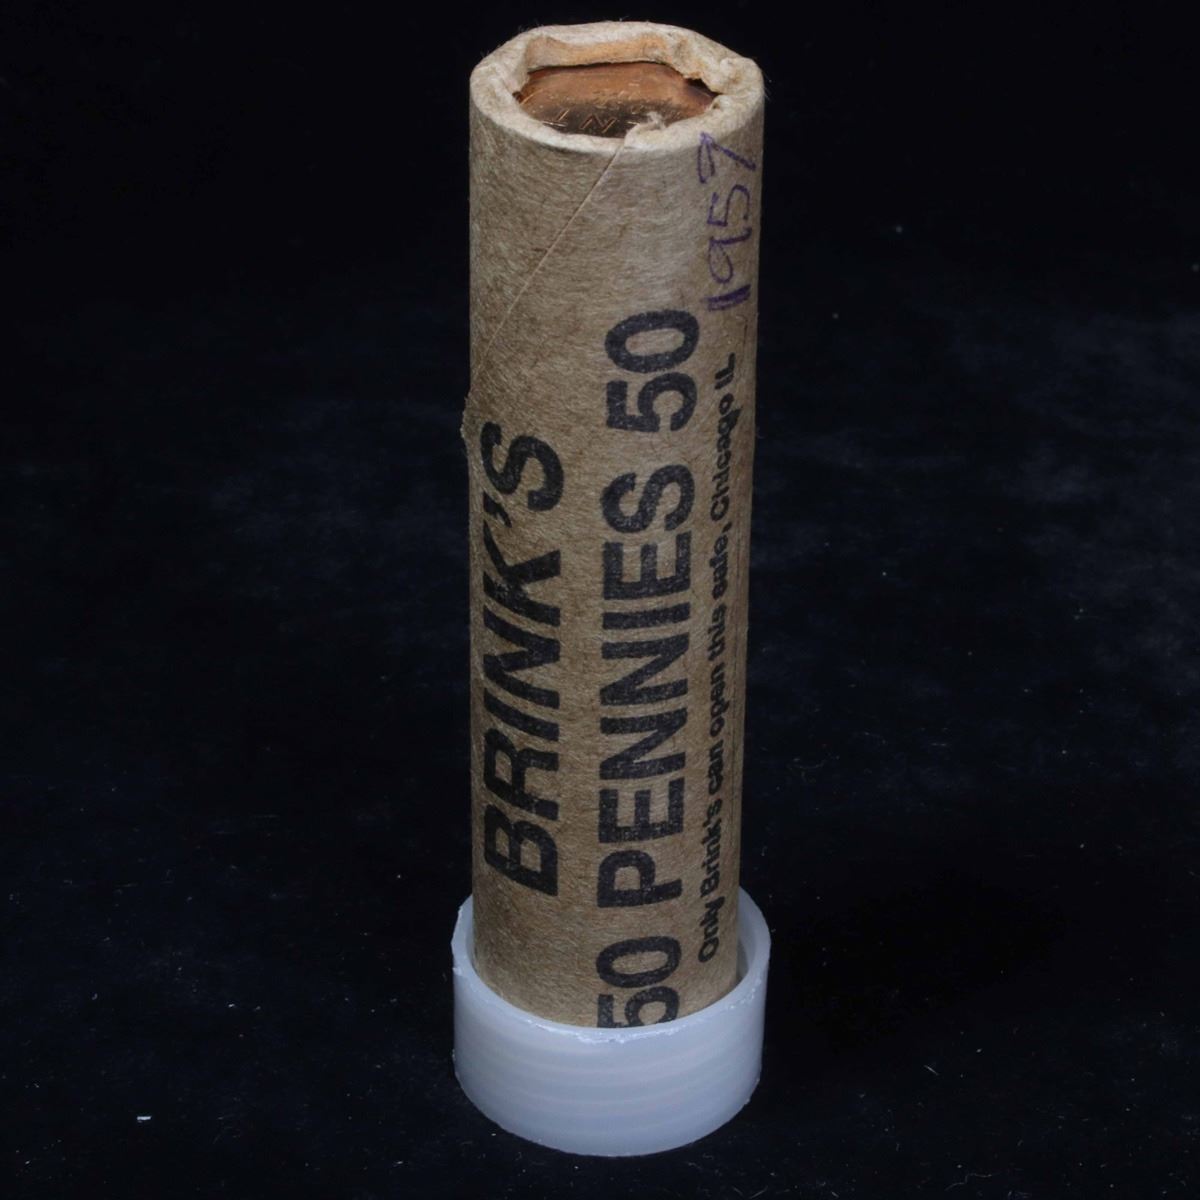 BRINK'S
50 PENNIES 50
Only Brink's can open this safe. Chicago IL
1957